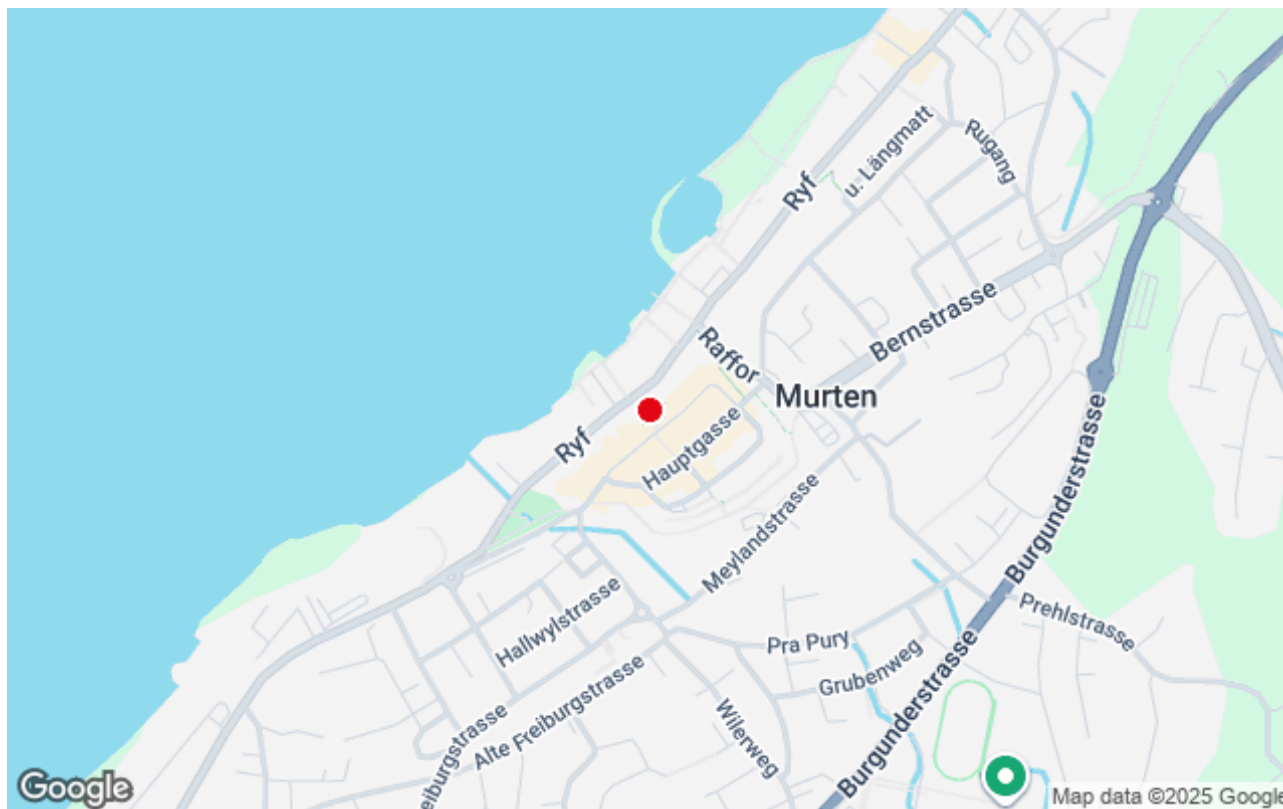 Rugang
u. Längmatt
Ryf
Bernstrasse
Raffor
Murten
Hauptgasse
Ryf
Burgunderstrasse
Meylandstrasse
Prehlstrasse
Hallwylstrasse
Pra Pury
Grubenweg
Burgunderstrasse
Alte Freiburgstrasse
Wilerweg
Google
Map data ©2025 Google